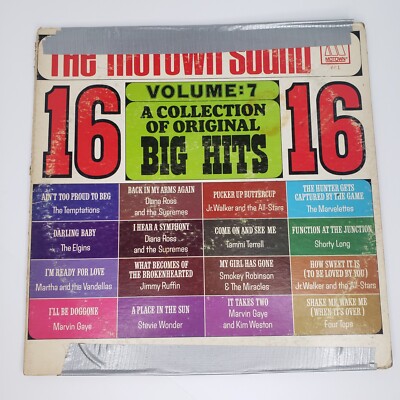 The Motown Sound
MOTOWN
16
VOLUME:7
A COLLECTION
OF ORIGINAL
BIG HITS
16
AIN'T TOO PROUD TO BEG
The Temptations
BACK IN MY ARMS AGAIN
Diana Ross
and the Supremes
PUCKER UP BUTTERCUP
Jr. Walker and the All-Stars
THE HUNTER GETS
CAPTURED BY THE GAME
The Marvelettes
DARLING BABY
The Elgins
I HEAR A SYMPHONY
Diana Ross
and the Supremes
COME ON AND SEE ME
Tammi Terrell
FUNCTION AT THE JUNCTION
Shorty Long
I'M READY FOR LOVE
Martha and the Vandellas
WHAT BECOMES OF
THE BROKENHEARTED
Jimmy Ruffin
MY GIRL HAS GONE
Smokey Robinson
& The Miracles
HOW SWEET IT IS
(TO BE LOVED BY YOU)
Jr. Walker and the All-Stars
I'LL BE DOGGONE
Marvin Gaye
A PLACE IN THE SUN
Stevie Wonder
IT TAKES TWO
Marvin Gaye
and Kim Weston
SHAKE ME, WAKE ME
(WHEN IT'S OVER)
Four Tops